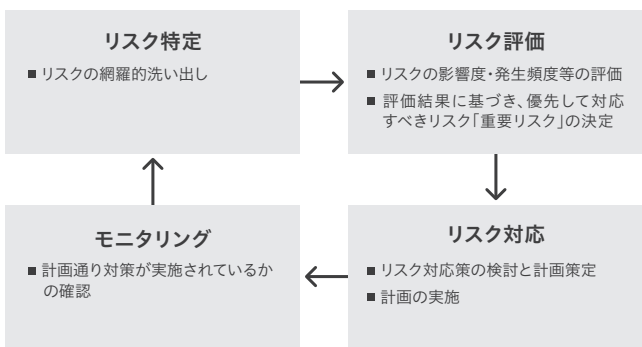 リスク特定
■ リスクの網羅的洗い出し
リスク評価
■ リスクの影響度・発生頻度等の評価
■ 評価結果に基づき、優先して対応
すべきリスク「重要リスク」の決定
モニタリング
■ 計画通り対策が実施されているか
の確認
リスク対応
■ リスク対応策の検討と計画策定
■ 計画の実施